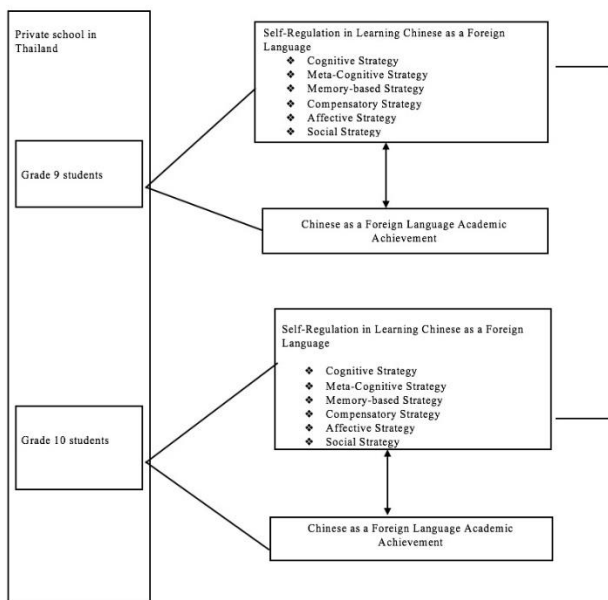 Private school in
Thailand
Self-Regulation in Learning Chinese as a Foreign
Language
❖ Cognitive Strategy
❖ Meta-Cognitive Strategy
❖ Memory-based Strategy
❖ Compensatory Strategy
❖ Affective Strategy
❖ Social Strategy
Grade 9 students
Chinese as a Foreign Language Academic
Achievement
Self-Regulation in Learning Chinese as a Foreign
Language
❖ Cognitive Strategy
❖ Meta-Cognitive Strategy
❖ Memory-based Strategy
❖ Compensatory Strategy
❖ Affective Strategy
❖ Social Strategy
Grade 10 students
Chinese as a Foreign Language Academic
Achievement